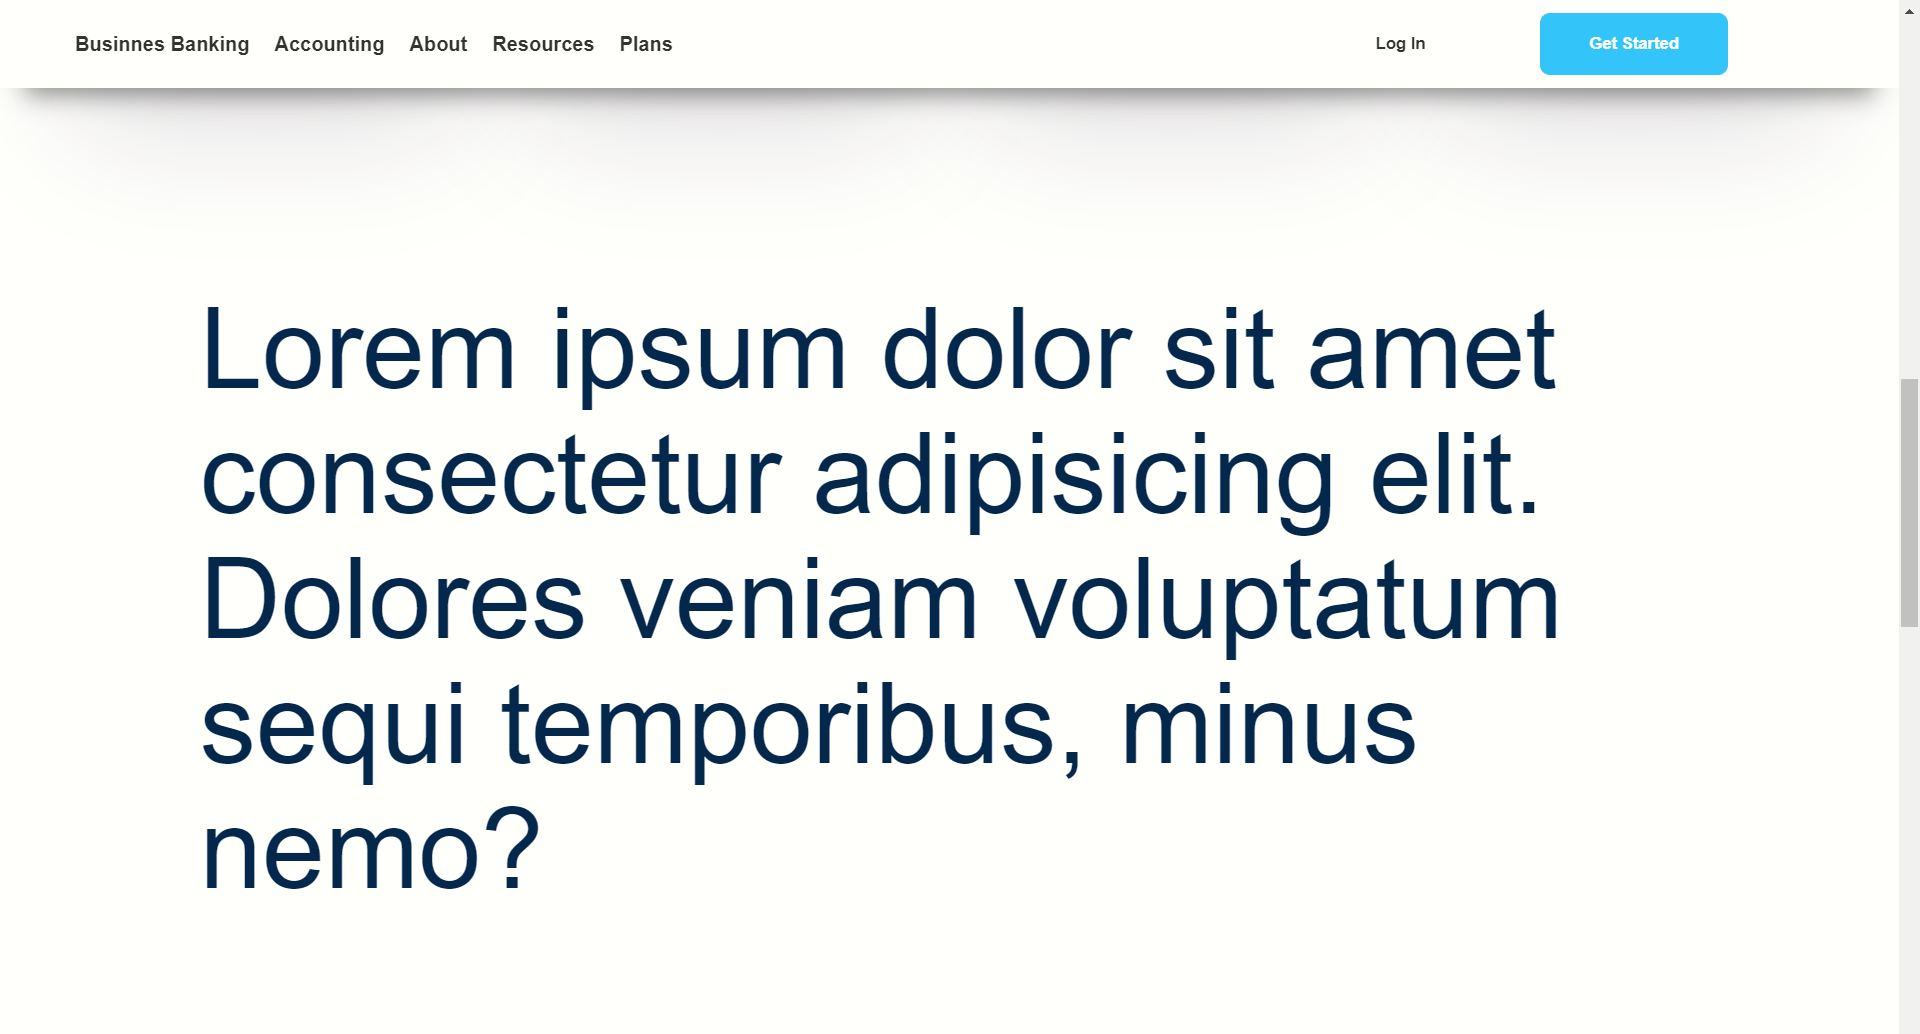 Businnes Banking Accounting About Resources Plans Log In Get Started
Lorem ipsum dolor sit amet
consectetur adipisicing elit.
Dolores veniam voluptatum
sequi temporibus, minus
nemo?